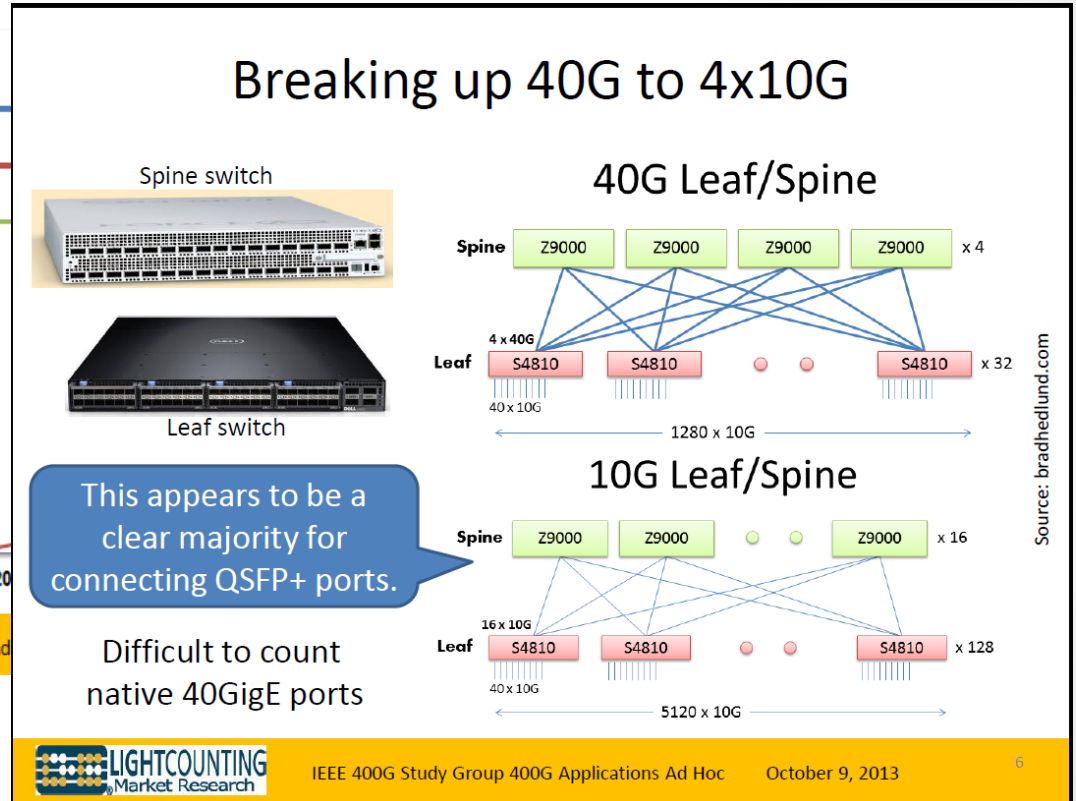 Breaking up 40G to 4x10G
Spine switch
Leaf switch
This appears to be a
clear majority for
connecting QSFP+ ports.
Difficult to count
native 40GigE ports
40G Leaf/Spine
Spine Z9000 Z9000 Z9000 Z9000 x 4
4 x 40G
Leaf S4810 S4810 S4810 x 32
40 x 10G
1280 x 10G
10G Leaf/Spine
Spine Z9000 Z9000 Z9000 x 16
16 x 10G
Leaf S4810 S4810 S4810 x 128
40 x 10G
5120 x 10G
Source: bradhedlund.com
20
ad
LIGHTCOUNTING
Market Research
IEEE 400G Study Group 400G Applications Ad Hoc October 9, 2013
6
DELL